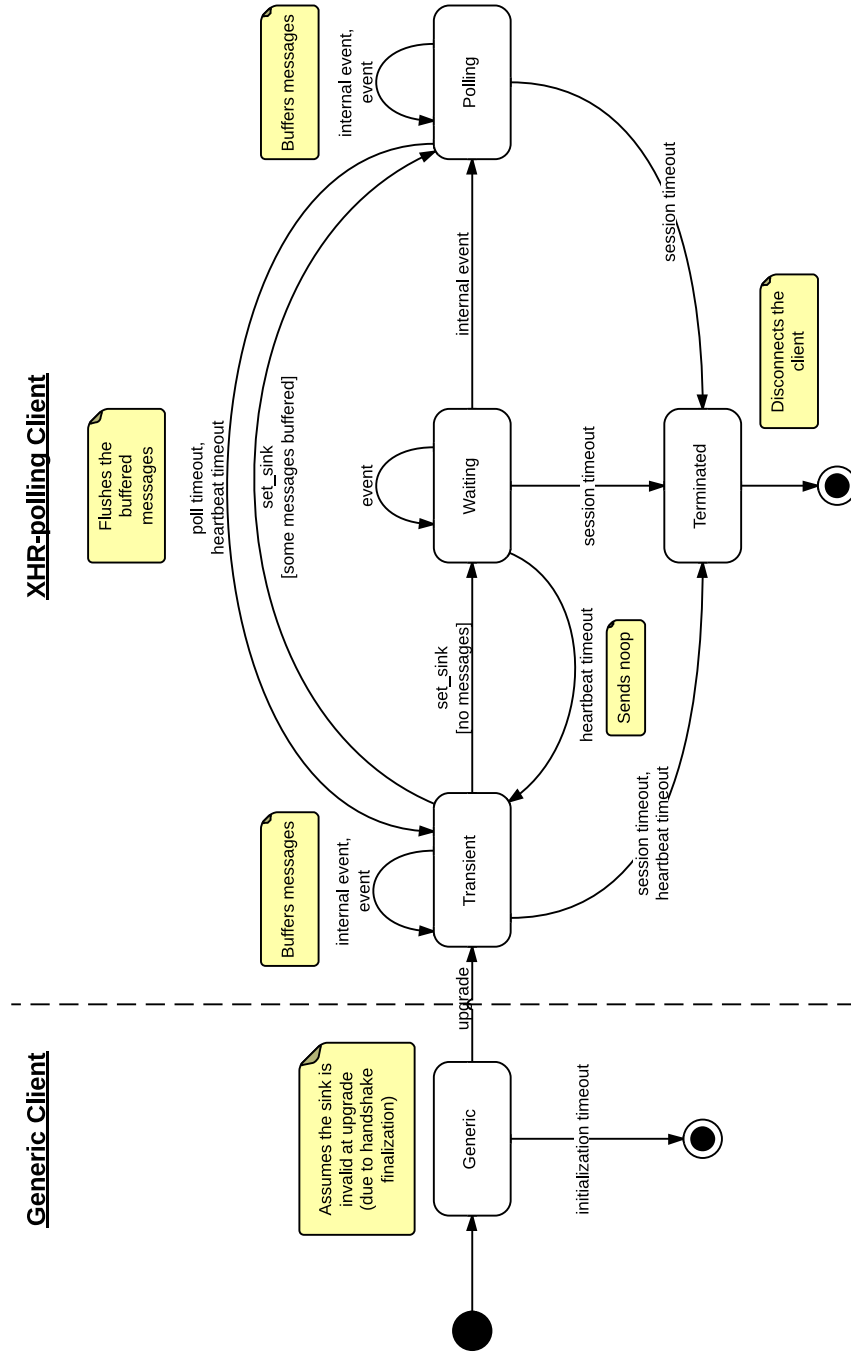 Generic Client
XHR-polling Client
Assumes the sink is
invalid at upgrade
(due to handshake
finalization)
Generic
initialization timeout
upgrade
Buffers messages
internal event,
event
Transient
session timeout,
heartbeat timeout
Flushes the
buffered
messages
poll timeout,
heartbeat timeout
set_sink
[some messages buffered]
set_sink
[no messages]
heartbeat timeout
Sends noop
event
Waiting
session timeout
Terminated
Disconnects the
client
internal event
Buffers messages
internal event,
event
Polling
session timeout